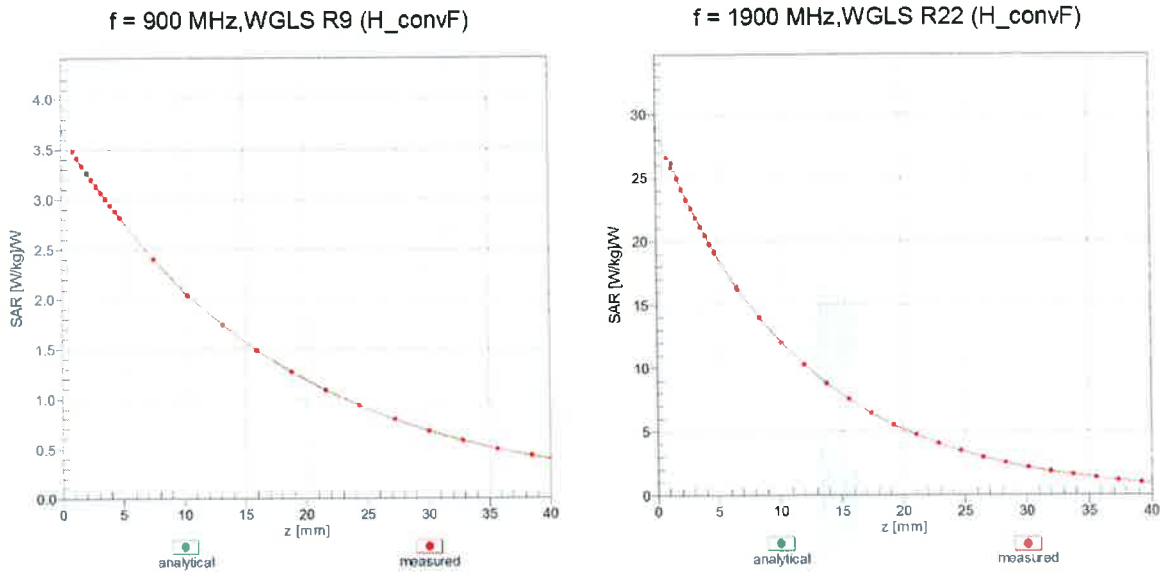 f = 900 MHz,WGLS R9 (H_convF)
4.0
3.5
3.0
2.5
2.0
1.5
1.0
0.5
0.0
SAR [W/kg]/W
0 5 10 15 20 25 30 35 40
z [mm]
analytical measured
f = 1900 MHz,WGLS R22 (H_convF)
30
25
20
15
10
5
0
SAR [W/kg]/W
0 5 10 15 20 25 30 35 40
z [mm]
analytical measured